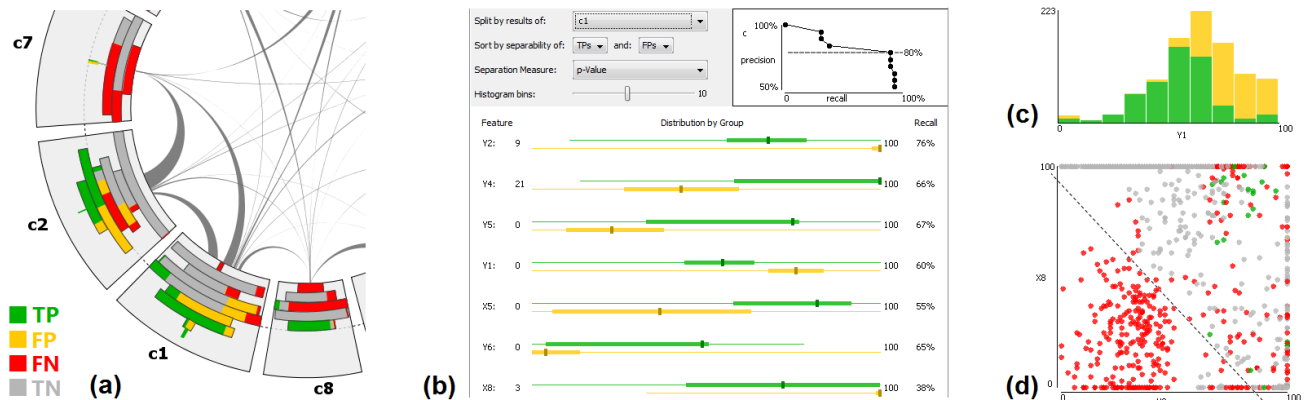 c7
c2
c1
c8
TP
FP
FN
TN
(a)
(b)
Split by results of: c1
Sort by separability of: TPs and: FPs
Separation Measure: p-Value
Histogram bins: 10
100%
c
precision
50%
80%
0 recall 100%
Feature Distribution by Group Recall
Y2: 9 100 76%
Y4: 21 100 66%
Y5: 0 100 67%
Y1: 0 100 60%
X5: 0 100 55%
Y6: 0 100 65%
X8: 3 100 38%
(c)
223
0 Y1 100
(d)
100
X8
0
0 100